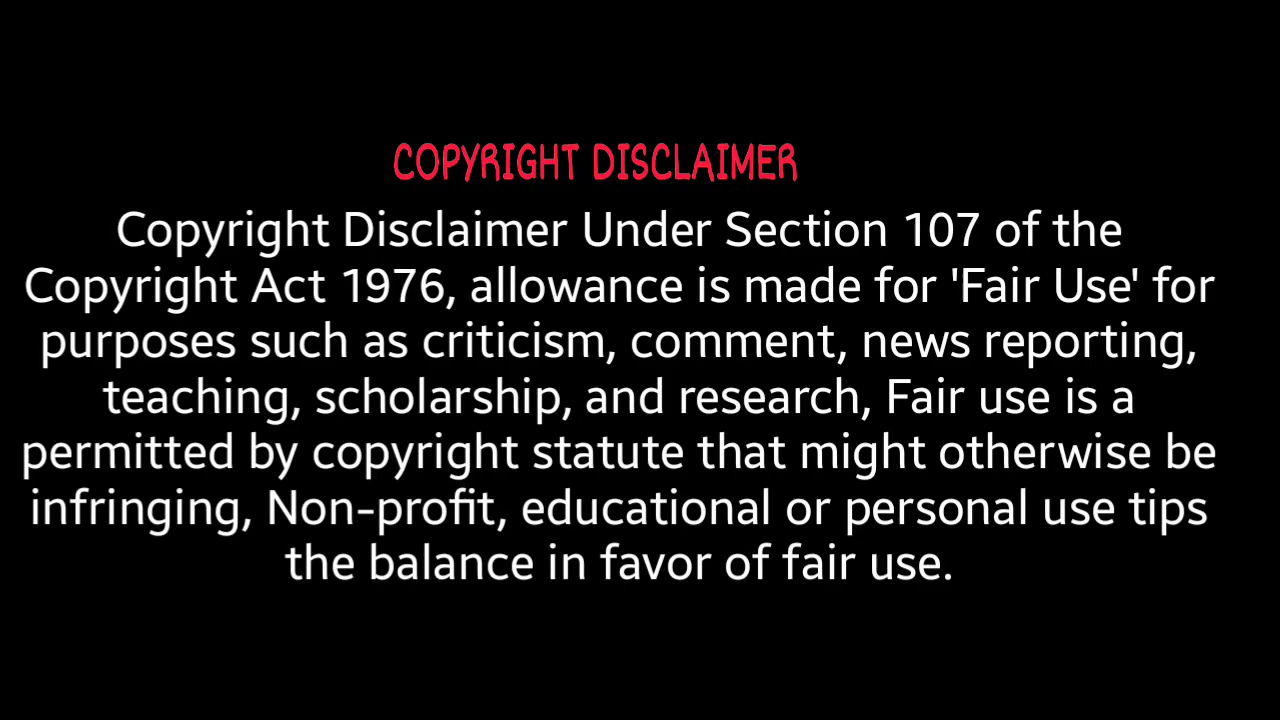 COPYRIGHT DISCLAIMER
Copyright Disclaimer Under Section 107 of the
Copyright Act 1976, allowance is made for 'Fair Use' for
purposes such as criticism, comment, news reporting,
teaching, scholarship, and research, Fair use is a
permitted by copyright statute that might otherwise be
infringing, Non-profit, educational or personal use tips
the balance in favor of fair use.